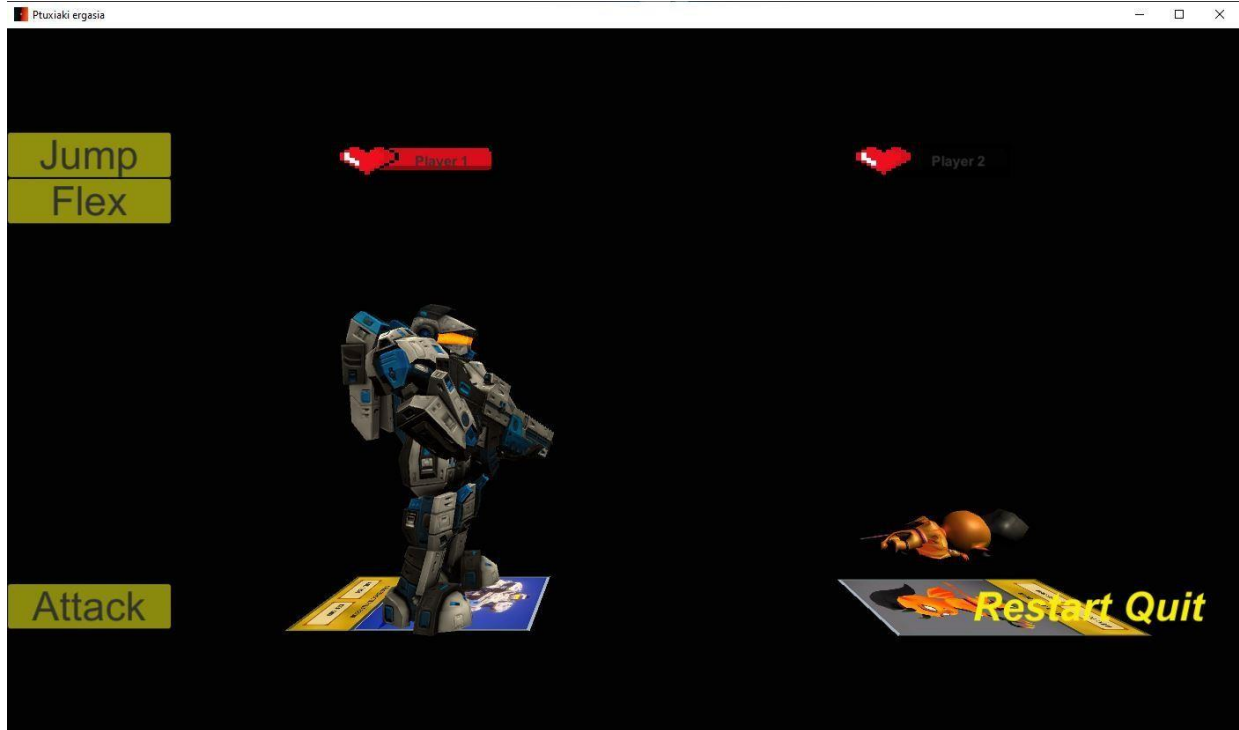 Ptuxiaki ergasia
Jump
Player 1
Player 2
Flex
Attack
Restart Quit